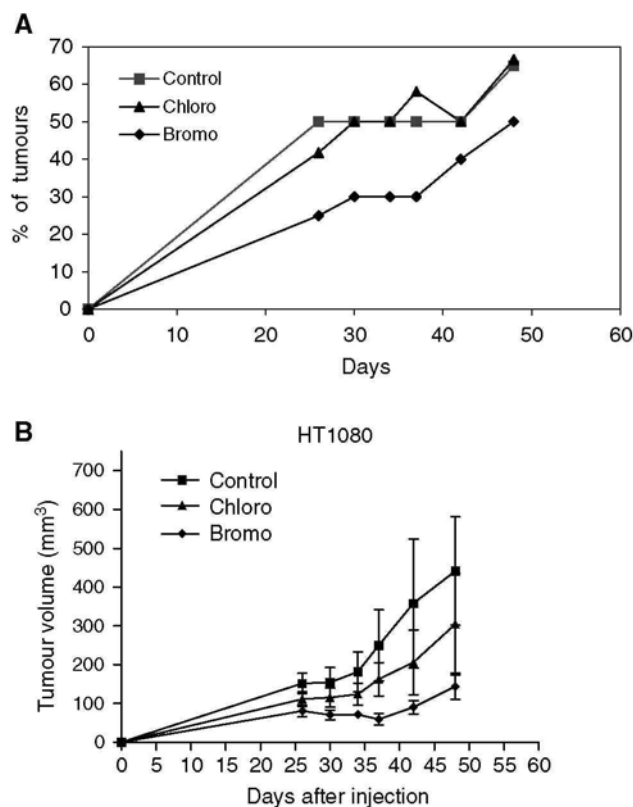 A
70
60
50
40
30
20
10
0
% of tumours
Control
Chloro
Bromo
0 10 20 30 40 50 60
Days
B
HT1080
700
600
500
400
300
200
100
0
Tumour volume (mm³)
Control
Chloro
Bromo
0 5 10 15 20 25 30 35 40 45 50 55 60
Days after injection